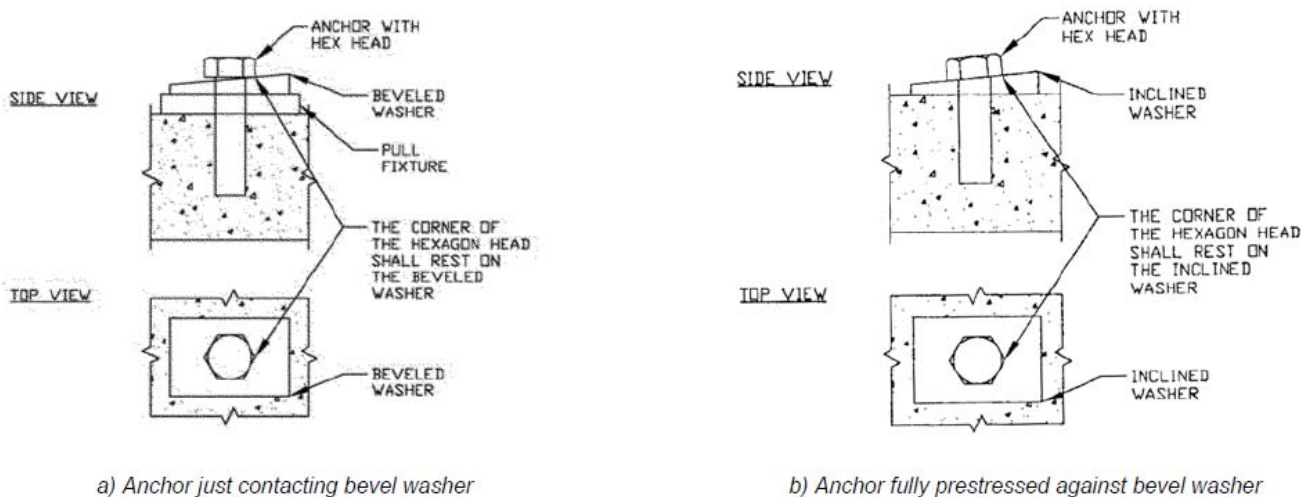 ANCHOR WITH
HEX HEAD
SIDE VIEW
BEVELED
WASHER
PULL
FIXTURE
THE CORNER OF
THE HEXAGON HEAD
SHALL REST ON
THE BEVELED
WASHER
TOP VIEW
BEVELED
WASHER
a) Anchor just contacting bevel washer
ANCHOR WITH
HEX HEAD
SIDE VIEW
INCLINED
WASHER
THE CORNER OF
THE HEXAGON HEAD
SHALL REST ON
THE INCLINED
WASHER
TOP VIEW
INCLINED
WASHER
b) Anchor fully prestressed against bevel washer